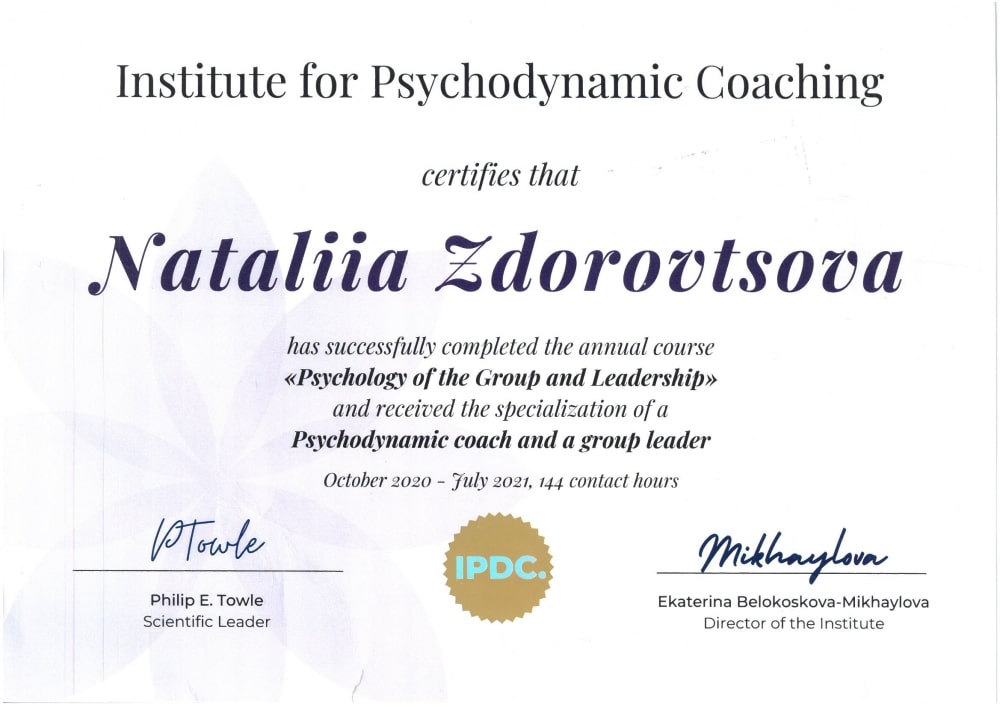 Institute for Psychodynamic Coaching
certifies that
Nataliia Zdorovtsova
has successfully completed the annual course
«Psychology of the Group and Leadership»
and received the specialization of a
Psychodynamic coach and a group leader
October 2020 – July 2021, 144 contact hours
PTowle
Mikhaylova
IPDC.
Philip E. Towle
Scientific Leader
Ekaterina Belokoskova-Mikhaylova
Director of the Institute